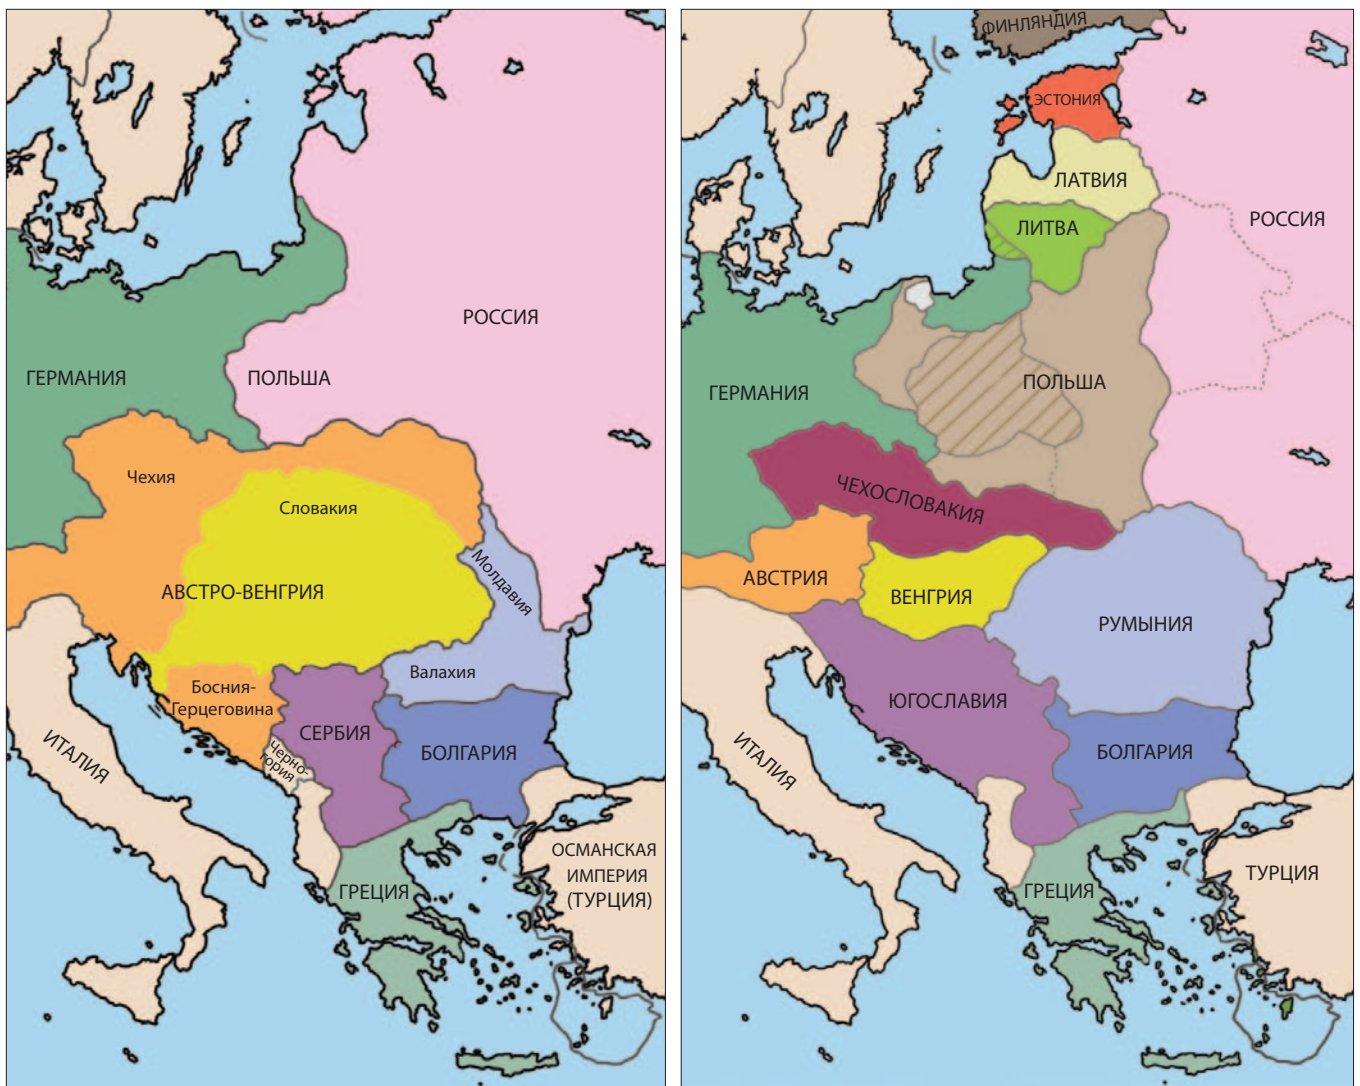 РОССИЯ
ГЕРМАНИЯ
ПОЛЬША
Чехия
Словакия
Молдавия
АВСТРО-ВЕНГРИЯ
Валахия
Босния-
Герцеговина
СЕРБИЯ
БОЛГАРИЯ
Черно-
гория
ИТАЛИЯ
ОСМАНСКАЯ
ИМПЕРИЯ
(ТУРЦИЯ)
ГРЕЦИЯ
ФИНЛЯНДИЯ
ЭСТОНИЯ
ЛАТВИЯ
РОССИЯ
ЛИТВА
ПОЛЬША
ГЕРМАНИЯ
ЧЕХОСЛОВАКИЯ
АВСТРИЯ
ВЕНГРИЯ
РУМЫНИЯ
ЮГОСЛАВИЯ
ИТАЛИЯ
БОЛГАРИЯ
ТУРЦИЯ
ГРЕЦИЯ